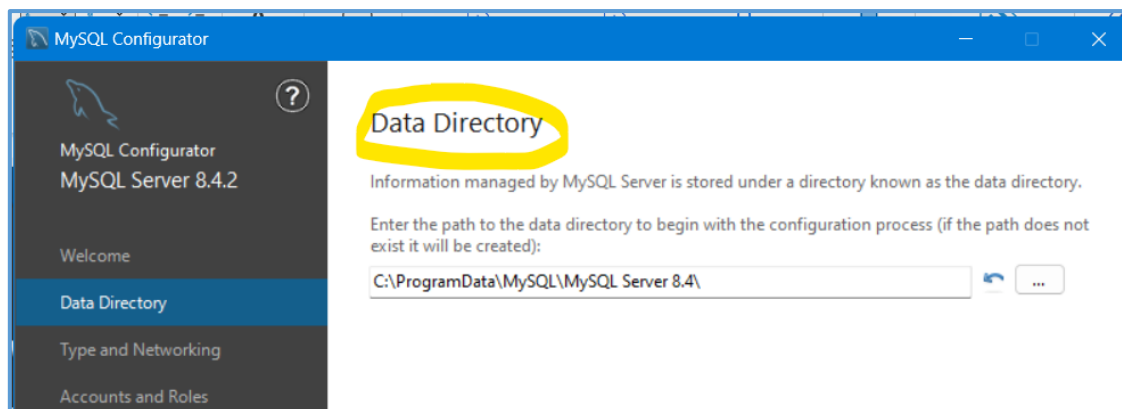 MySQL Configurator
?
MySQL Configurator
MySQL Server 8.4.2
Welcome
Data Directory
Type and Networking
Accounts and Roles
Data Directory
Information managed by MySQL Server is stored under a directory known as the data directory.
Enter the path to the data directory to begin with the configuration process (if the path does not
exist it will be created):
C:\ProgramData\MySQL\MySQL Server 8.4\
...